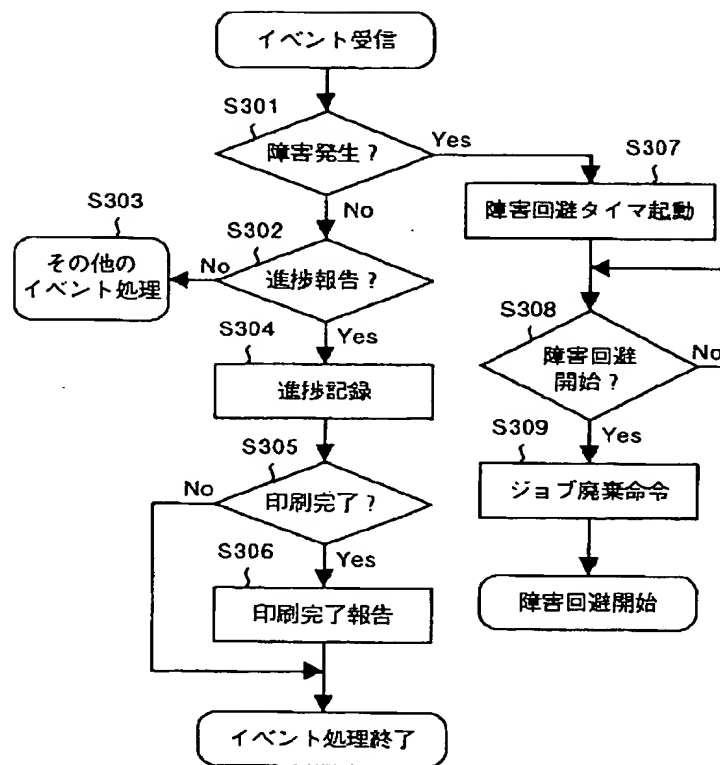 イベント受信
S301
障害発生?
Yes
No
S307
障害回避タイマ起動
S303
その他の
イベント処理
S302
進捗報告?
No
Yes
S308
障害回避
開始?
No
Yes
S304
進捗記録
S305
印刷完了?
No
Yes
S309
ジョブ廃棄命令
S306
印刷完了報告
障害回避開始
イベント処理終了